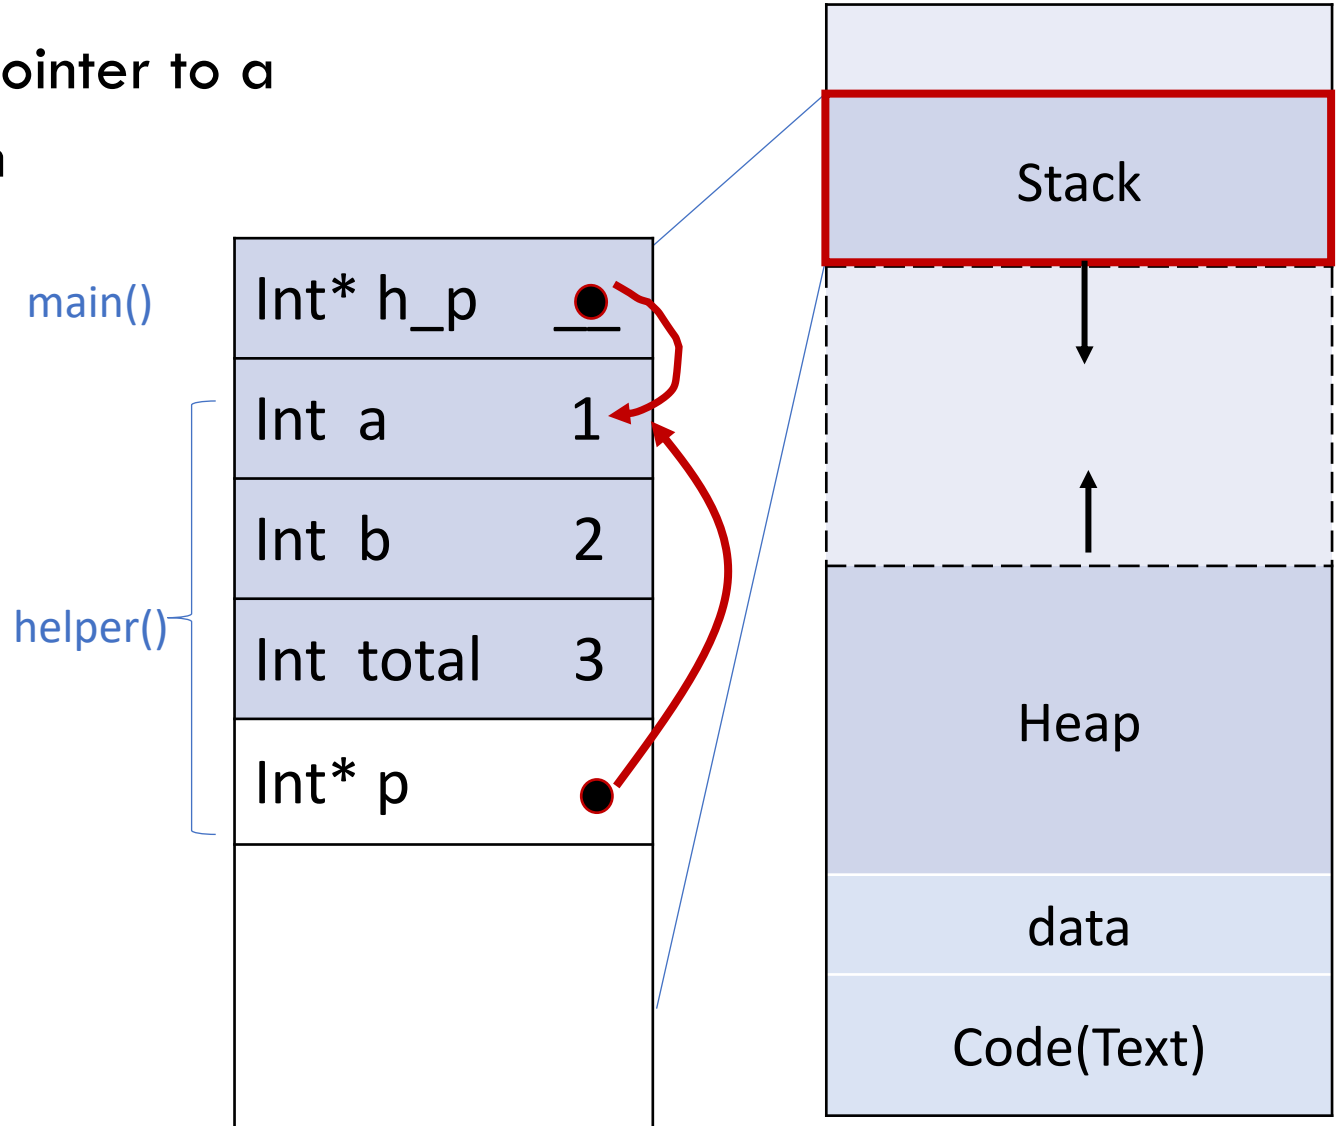 ointer to a
Stack
main()
Int* h_p __
Int a 1
Int b 2
helper()
Int total 3
Int* p
Heap
data
Code(Text)